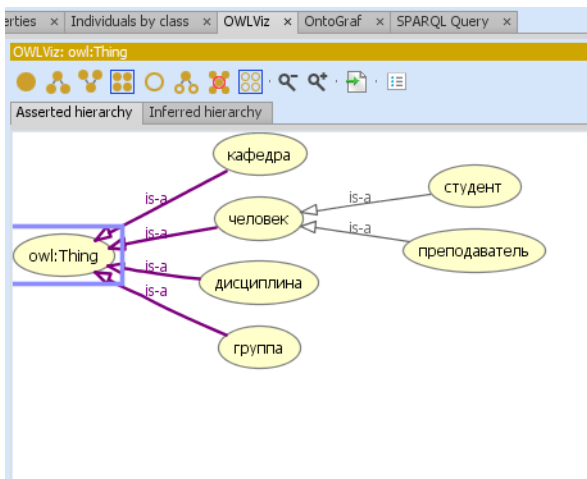 erties × Individuals by class × OWLViz × OntoGraf × SPARQL Query ×
OWLViz: owl:Thing
Asserted hierarchy Inferred hierarchy
кафедра
is-a
студент
is-a
человек
is-a
is-a
преподаватель
owl:Thing
is-a
дисциплина
is-a
группа